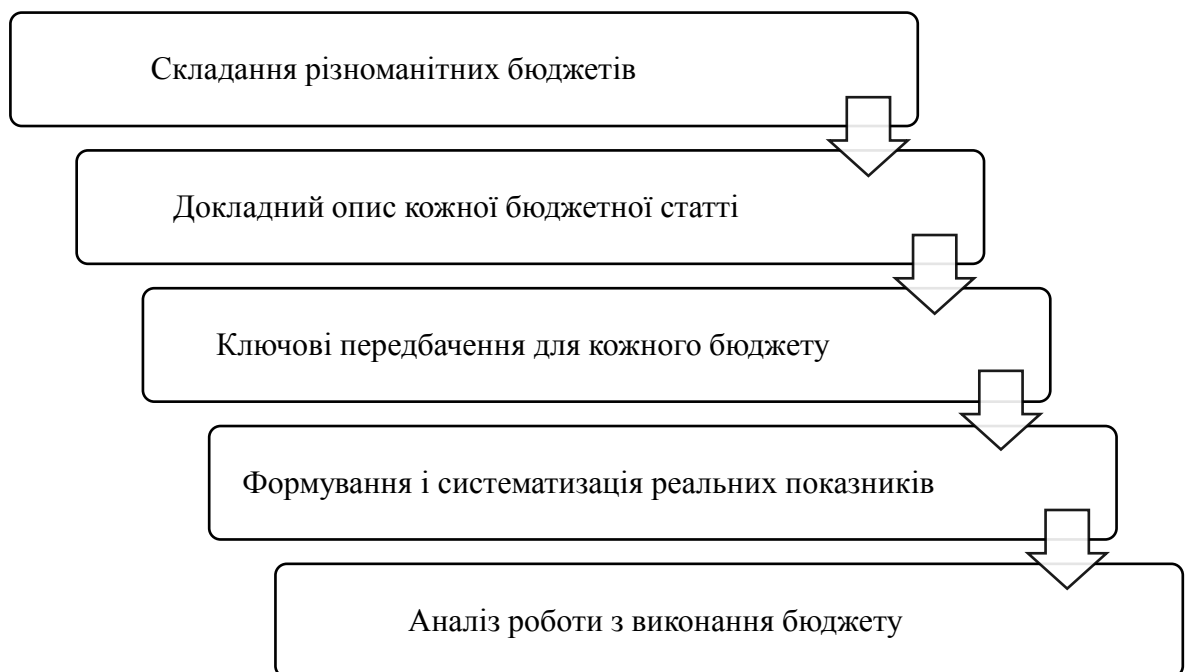 Складання різноманітних бюджетів
Докладний опис кожної бюджетної статті
Ключові передбачення для кожного бюджету
Формування і систематизація реальних показників
Аналіз роботи з виконання бюджету